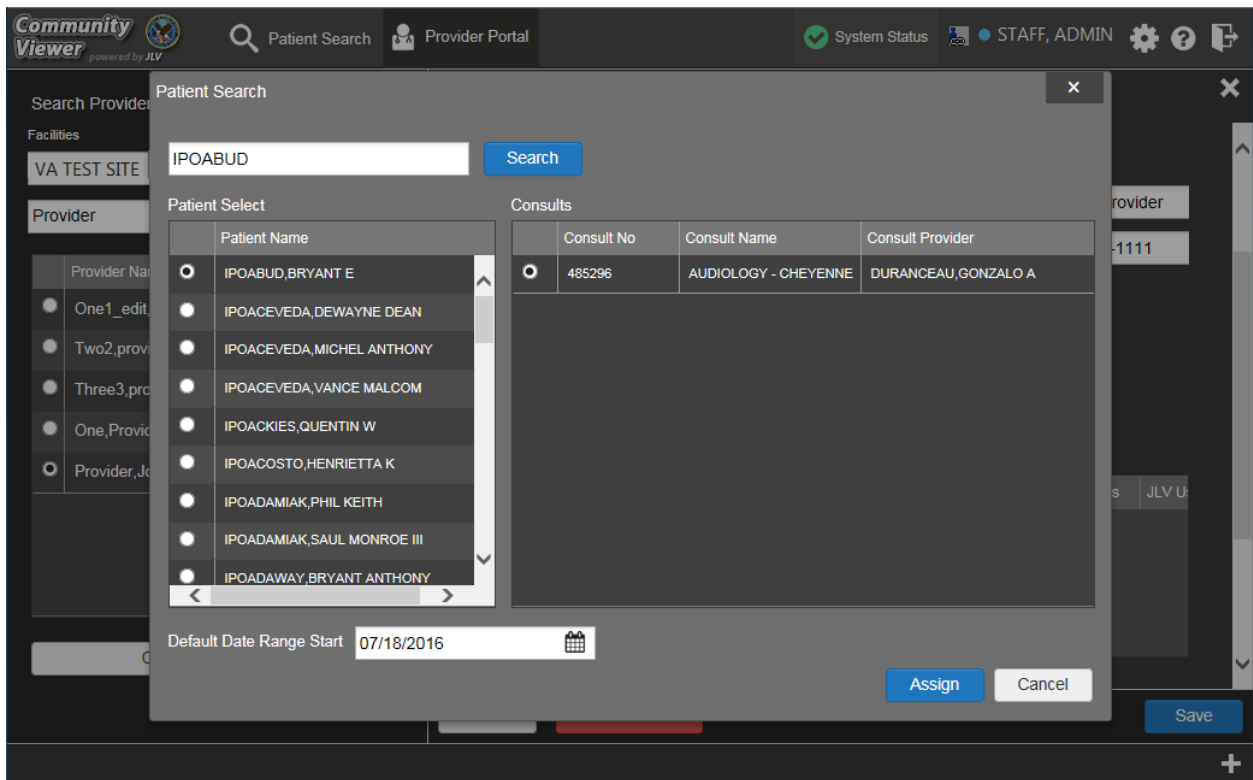 Community
Viewer powered by JLV
Patient Search
Provider Portal
System Status
STAFF, ADMIN
Search Provider
Facilities
VA TEST SITE
Provider
Provider Na
One1_edit,
Two2,provi
Three3,pro
One,Provid
Provider,Jo
Patient Search
IPOABUD
Search
Patient Select
Patient Name
IPOABUD,BRYANT E
IPOACEVEDA,DEWAYNE DEAN
IPOACEVEDA,MICHEL ANTHONY
IPOACEVEDA,VANCE MALCOM
IPOACKIES,QUENTIN W
IPOACOSTO,HENRIETTA K
IPOADAMIAK,PHIL KEITH
IPOADAMIAK,SAUL MONROE III
IPOADAWAY,BRYANT ANTHONY
Consults
Consult No Consult Name Consult Provider
485296 AUDIOLOGY - CHEYENNE DURANCEAU,GONZALO A
Default Date Range Start 07/18/2016
Assign
Cancel
rovider
-1111
s JLV U
Save